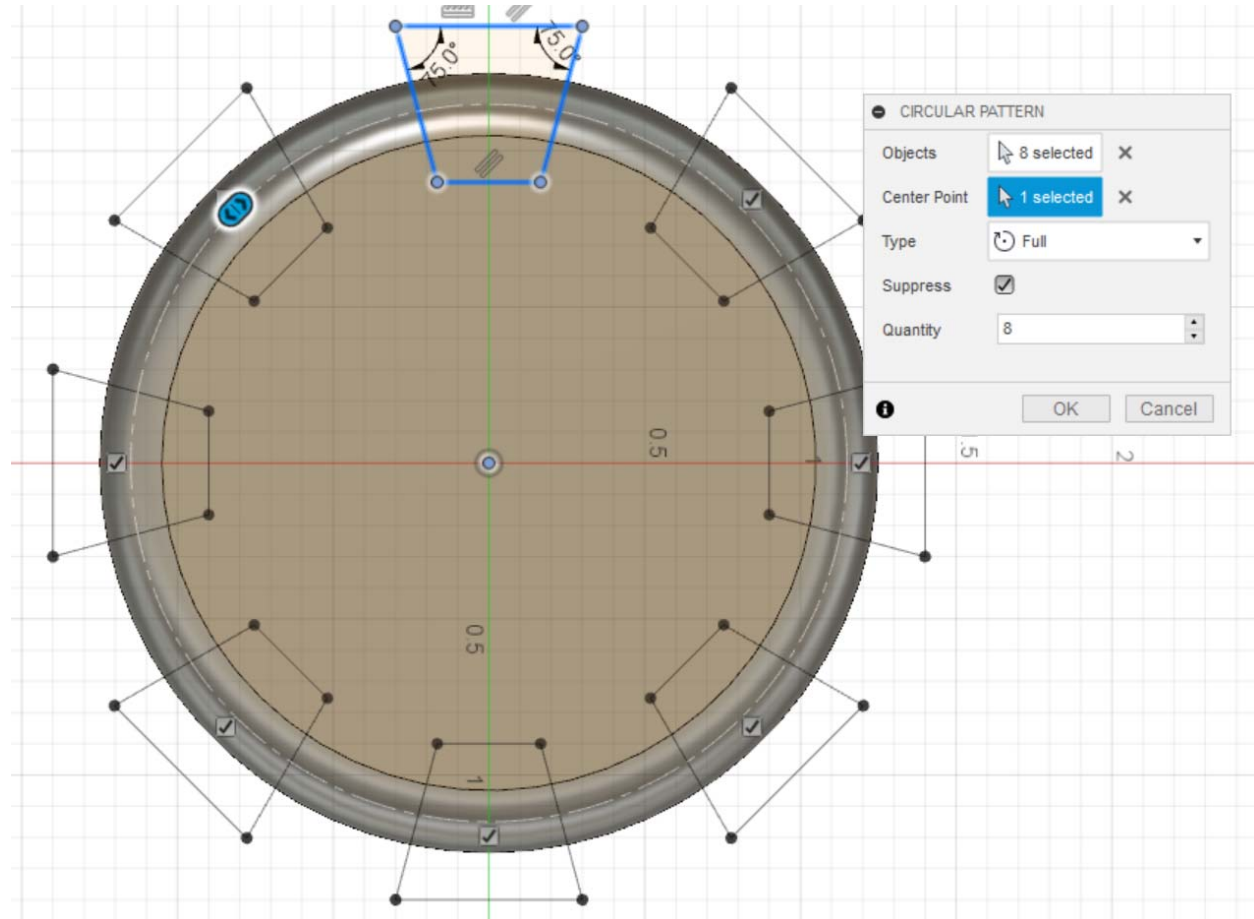 75.0°
75.0°
CIRCULAR PATTERN
Objects
8 selected
Center Point
1 selected
Type
Full
Suppress
Quantity
8
OK
Cancel
0.5
1
2
0.5
1